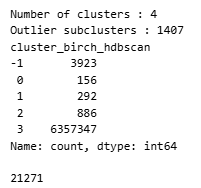 Number of clusters : 4
Outlier subclusters : 1407
cluster_birch_hdbscan
-1       3923
 0        156
 1        292
 2        886
 3    6357347
Name: count, dtype: int64

21271